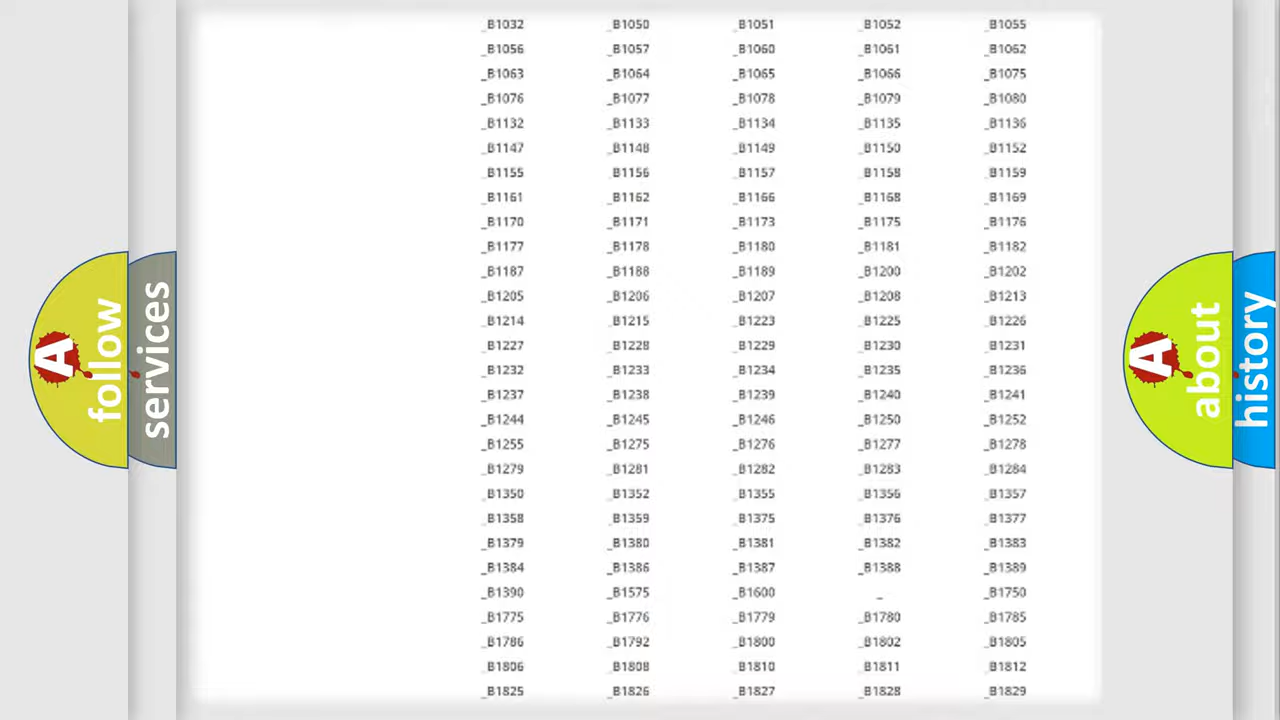 _B1032 _B1050 _B1051 _B1052 _B1055
_B1056 _B1057 _B1060 _B1061 _B1062
_B1063 _B1064 _B1065 _B1066 _B1075
_B1076 _B1077 _B1078 _B1079 _B1080
_B1132 _B1133 _B1134 _B1135 _B1136
_B1147 _B1148 _B1149 _B1150 _B1152
_B1155 _B1156 _B1157 _B1158 _B1159
_B1161 _B1162 _B1166 _B1168 _B1169
_B1170 _B1171 _B1173 _B1175 _B1176
_B1177 _B1178 _B1180 _B1181 _B1182
_B1187 _B1188 _B1189 _B1200 _B1202
_B1205 _B1206 _B1207 _B1208 _B1213
_B1214 _B1215 _B1223 _B1225 _B1226
_B1227 _B1228 _B1229 _B1230 _B1231
_B1232 _B1233 _B1234 _B1235 _B1236
_B1237 _B1238 _B1239 _B1240 _B1241
_B1244 _B1245 _B1246 _B1250 _B1252
_B1255 _B1275 _B1276 _B1277 _B1278
_B1279 _B1281 _B1282 _B1283 _B1284
_B1350 _B1352 _B1355 _B1356 _B1357
_B1358 _B1359 _B1375 _B1376 _B1377
_B1379 _B1380 _B1381 _B1382 _B1383
_B1384 _B1386 _B1387 _B1388 _B1389
_B1390 _B1575 _B1600 _ _B1750
_B1775 _B1776 _B1779 _B1780 _B1785
_B1786 _B1792 _B1800 _B1802 _B1805
_B1806 _B1808 _B1810 _B1811 _B1812
_B1825 _B1826 _B1827 _B1828 _B1829
A
follow
services
A
about
history